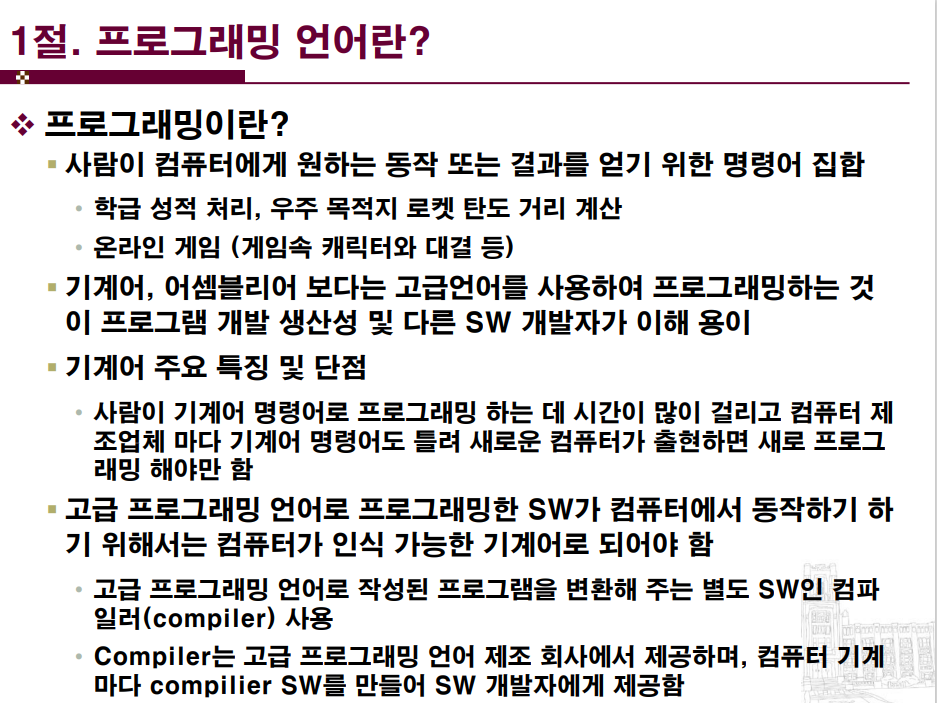 1절. 프로그래밍 언어란?
프로그래밍이란?
사람이 컴퓨터에게 원하는 동작 또는 결과를 얻기 위한 명령어 집합
학급 성적 처리, 우주 목적지 로켓 탄도 거리 계산
온라인 게임 (게임속 캐릭터와 대결 등)
기계어, 어셈블리어 보다는 고급언어를 사용하여 프로그래밍하는 것
이 프로그램 개발 생산성 및 다른 SW 개발자가 이해 용이
기계어 주요 특징 및 단점
사람이 기계어 명령어로 프로그래밍 하는 데 시간이 많이 걸리고 컴퓨터 제
조업체 마다 기계어 명령어도 틀려 새로운 컴퓨터가 출현하면 새로 프로그
래밍 해야만 함
고급 프로그래밍 언어로 프로그래밍한 SW가 컴퓨터에서 동작하기 하
기 위해서는 컴퓨터가 인식 가능한 기계어로 되어야 함
고급 프로그래밍 언어로 작성된 프로그램을 변환해 주는 별도 SW인 컴파
일러(compiler) 사용
Compiler는 고급 프로그래밍 언어 제조 회사에서 제공하며, 컴퓨터 기계
마다 compilier SW를 만들어 SW 개발자에게 제공함